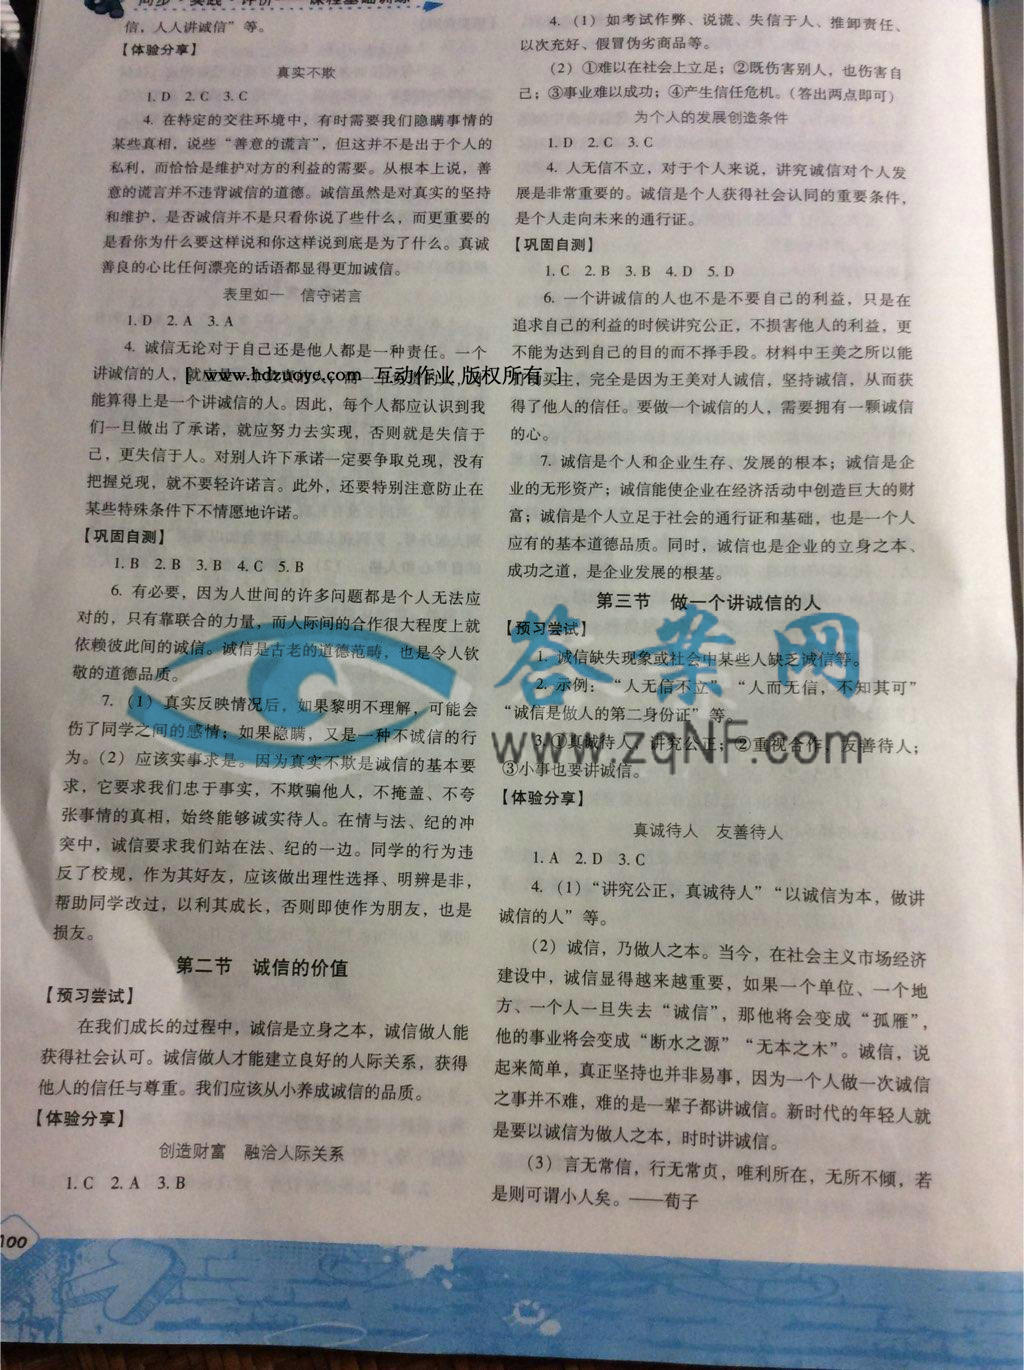 同步·实践·评价——课程基础训练
信，人人讲诚信”等。
【体验分享】
真实不欺
1. D 2. C 3. C
4. 在特定的交往环境中，有时需要我们隐瞒事情的
某些真相，说些“善意的谎言”，但这并不是出于个人的
私利，而恰恰是维护对方的利益的需要。从根本上说，善
意的谎言并不违背诚信的道德。诚信虽然是对真实的坚持
和维护，是否诚信并不是只看你说了些什么，而更重要的
是看你为什么要这样说和你这样说到底是为了什么。真诚
善良的心比任何漂亮的话语都显得更加诚信。
表里如一 信守诺言
1. D 2. A 3. A
4. 诚信无论对于自己还是他人都是一种责任。一个
讲诚信的人，就
[ www.hdzuoye.com 互动作业 版权所有 ]
能算得上是一个讲诚信的人。因此，每个人都应认识到我
们一旦做出了承诺，就应努力去实现，否则就是失信于
己，更失信于人。对别人许下承诺一定要争取兑现，没有
把握兑现，就不要轻许诺言。此外，还要特别注意防止在
某些特殊条件下不情愿地许诺。
【巩固自测】
1. B 2. B 3. B 4. C 5. B
6. 有必要，因为人世间的许多问题都是个人无法应
对的，只有靠联合的力量，而人际间的合作很大程度上就
依赖彼此间的诚信。诚信是古老的道德范畴，也是令人钦
敬的道德品质。
7. （1）真实反映情况后，如果黎明不理解，可能会
伤了同学之间的感情；如果隐瞒，又是一种不诚信的行
为。（2）应该实事求是。因为真实不欺是诚信的基本要
求，它要求我们忠于事实，不欺骗他人，不掩盖、不夸
张事情的真相，始终能够诚实待人。在情与法、纪的冲
突中，诚信要求我们站在法、纪的一边。同学的行为违
反了校规，作为其好友，应该做出理性选择、明辨是非，
帮助同学改过，以利其成长，否则即使作为朋友，也是
损友。
第二节 诚信的价值
【预习尝试】
在我们成长的过程中，诚信是立身之本，诚信做人能
获得社会认可。诚信做人才能建立良好的人际关系，获得
他人的信任与尊重。我们应该从小养成诚信的品质。
【体验分享】
创造财富 融洽人际关系
1. C 2. A 3. B
100
4. （1）如考试作弊、说谎、失信于人、推卸责任、
以次充好、假冒伪劣商品等。
（2）①难以在社会上立足；②既伤害别人，也伤害自
己；③事业难以成功；④产生信任危机。（答出两点即可）
为个人的发展创造条件
1. D 2. C 3. C
4. 人无信不立，对于个人来说，讲究诚信对个人发
展是非常重要的。诚信是个人获得社会认同的重要条件，
是个人走向未来的通行证。
【巩固自测】
1. C 2. B 3. B 4. D 5. D
6. 一个讲诚信的人也不是不要自己的利益，只是在
追求自己的利益的时候讲究公正，不损害他人的利益，更
不能为达到自己的目的而不择手段。材料中王美之所以能
买主，完全是因为王美对人诚信，坚持诚信，从而获
得了他人的信任。要做一个诚信的人，需要拥有一颗诚信
的心。
7. 诚信是个人和企业生存、发展的根本；诚信是企
业的无形资产；诚信能使企业在经济活动中创造巨大的财
富；诚信是个人立足于社会的通行证和基础，也是一个人
应有的基本道德品质。同时，诚信也是企业的立身之本、
成功之道，是企业发展的根基。
第三节 做一个讲诚信的人
【预习尝试】
1. 诚信缺失现象或社会中某些人缺乏诚信等。
2. 示例：“人无信不立”“人而无信，不知其可”
“诚信是做人的第二身份证”等。
3. ①真诚待人，讲究公正；②重视合作，友善待人；
③小事也要讲诚信。
答案网
www.zqNF.com
【体验分享】
真诚待人 友善待人
1. A 2. D 3. C
4. （1）“讲究公正，真诚待人”“以诚信为本，做讲
诚信的人”等。
（2）诚信，乃做人之本。当今，在社会主义市场经济
建设中，诚信显得越来越重要，如果一个单位、一个地
方、一个人一旦失去“诚信”，那他将会变成“孤雁”，
他的事业将会变成“断水之源”“无本之木”。诚信，说
起来简单，真正坚持也并非易事，因为一个人做一次诚信
之事并不难，难的是一辈子都讲诚信。新时代的年轻人就
是要以诚信为做人之本，时时讲诚信。
（3）言无常信，行无常贞，唯利所在，无所不倾，若
是则可谓小人矣。——荀子